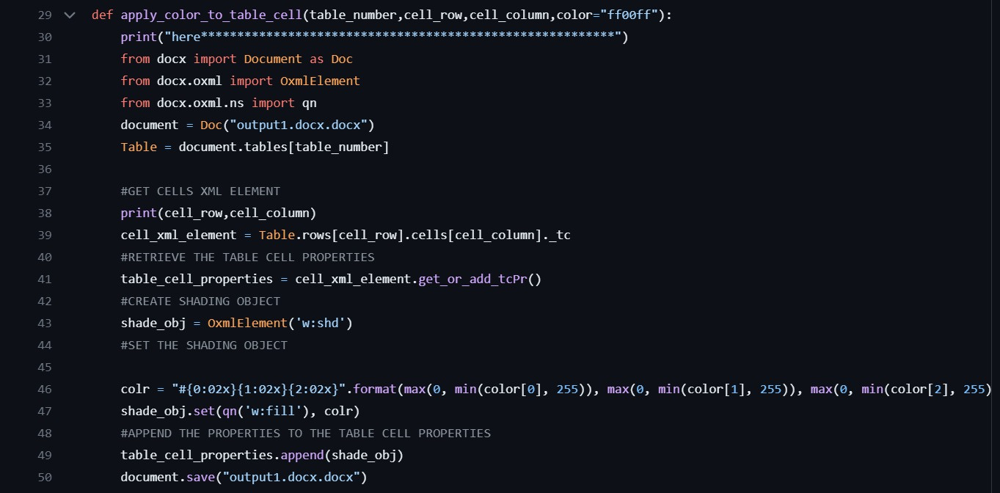 29 def apply_color_to_table_cell(table_number,cell_row,cell_column,color="ff00ff"):
30 print("here*********************************************************")
31 from docx import Document as Doc
32 from docx.oxml import OxmlElement
33 from docx.oxml.ns import qn
34 document = Doc("output1.docx.docx")
35 Table = document.tables[table_number]
36
37 #GET CELLS XML ELEMENT
38 print(cell_row,cell_column)
39 cell_xml_element = Table.rows[cell_row].cells[cell_column]._tc
40 #RETRIEVE THE TABLE CELL PROPERTIES
41 table_cell_properties = cell_xml_element.get_or_add_tcPr()
42 #CREATE SHADING OBJECT
43 shade_obj = OxmlElement('w:shd')
44 #SET THE SHADING OBJECT
45
46 colr = "#{0:02x}{1:02x}{2:02x}".format(max(0, min(color[0], 255)), max(0, min(color[1], 255)), max(0, min(color[2], 255)
47 shade_obj.set(qn('w:fill'), colr)
48 #APPEND THE PROPERTIES TO THE TABLE CELL PROPERTIES
49 table_cell_properties.append(shade_obj)
50 document.save("output1.docx.docx")